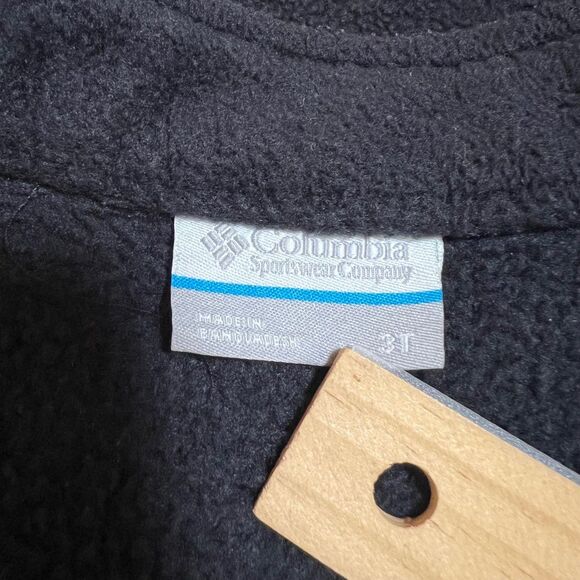 Columbia
Sportswear Company
MADE IN
BANGLADESH
3T